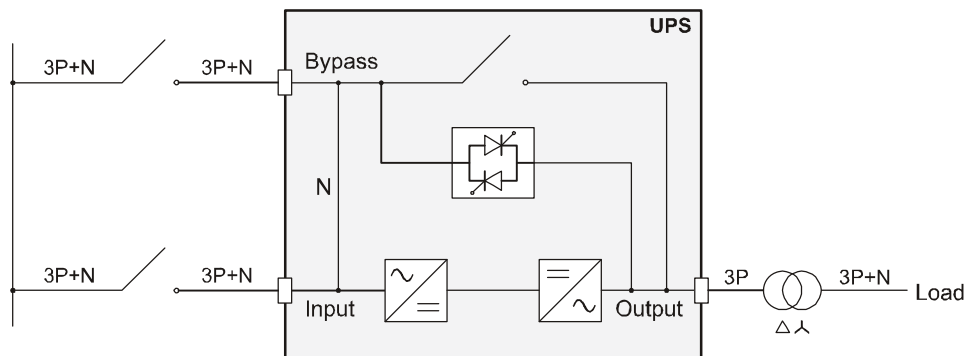 UPS
3P+N
3P+N
Bypass
N
3P+N
3P+N
Input
Output
3P
3P+N
Load